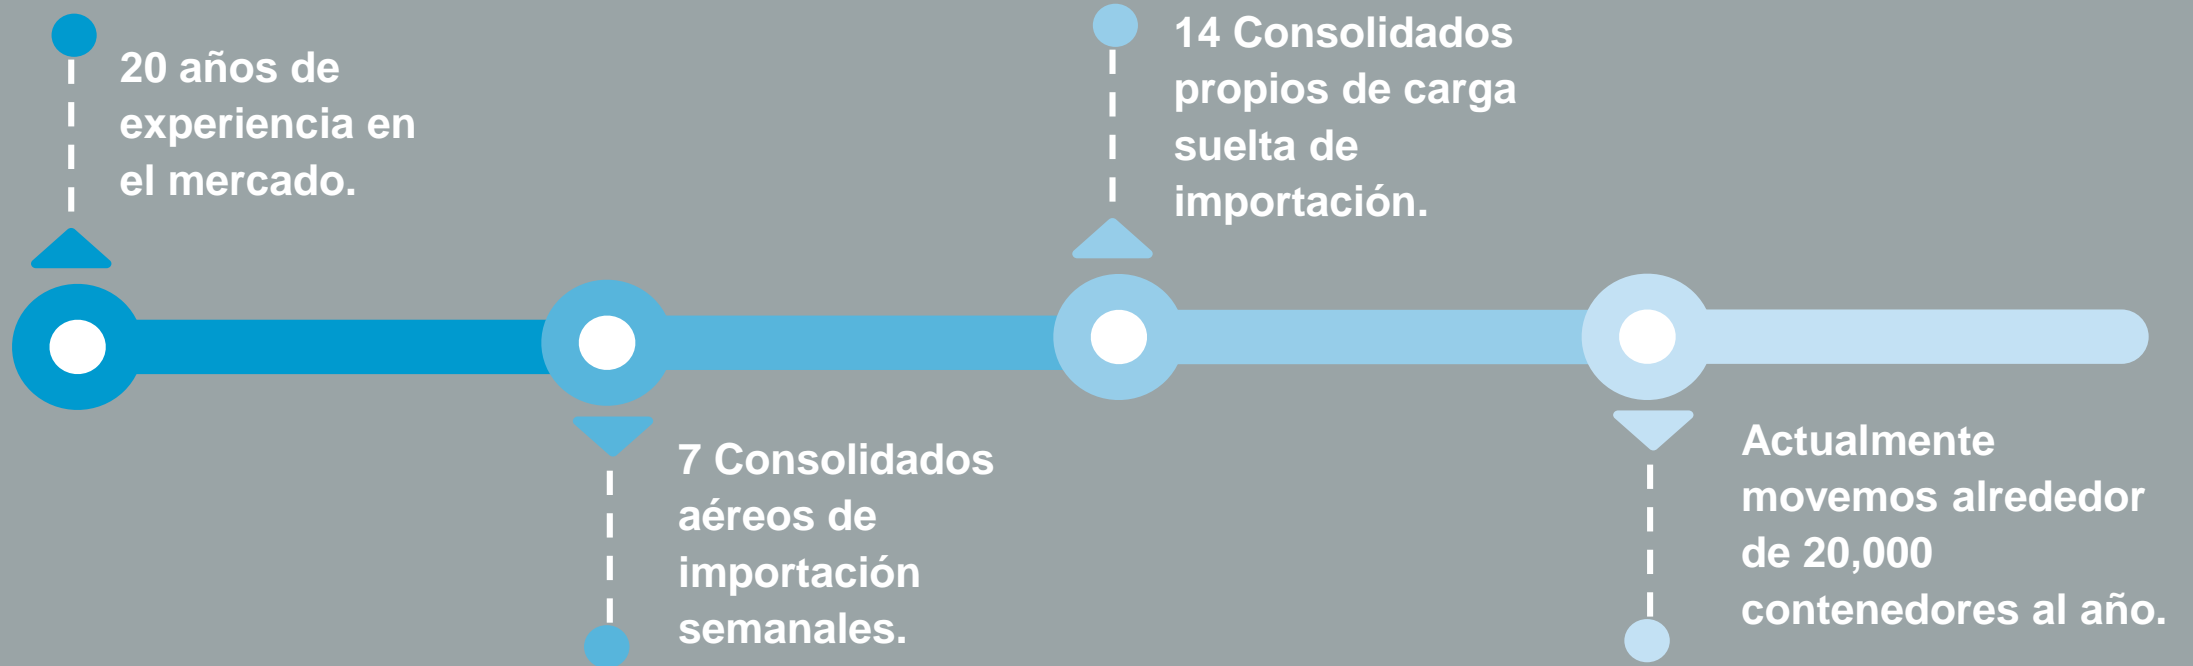 20 años de
experiencia en
el mercado.
7 Consolidados
aéreos de
importación
semanales.
14 Consolidados
propios de carga
suelta de
importación.
Actualmente
movemos alrededor
de 20,000
contenedores al año.